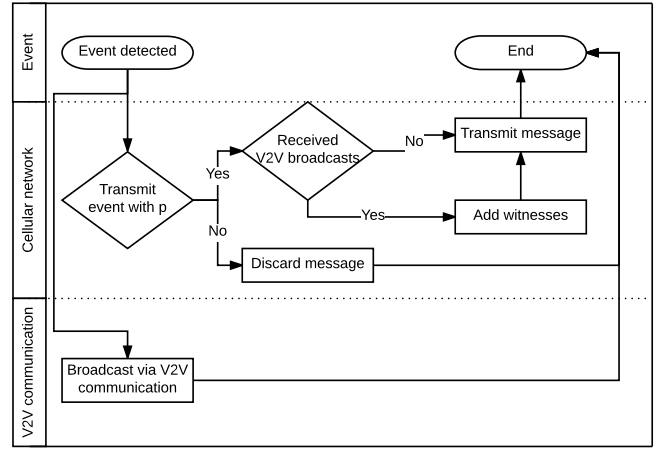 Event
Event detected
End
Cellular network
Transmit
event with p
Yes
No
Received
V2V broadcasts
No
Yes
Transmit message
Add witnesses
Discard message
V2V communication
Broadcast via V2V
communication